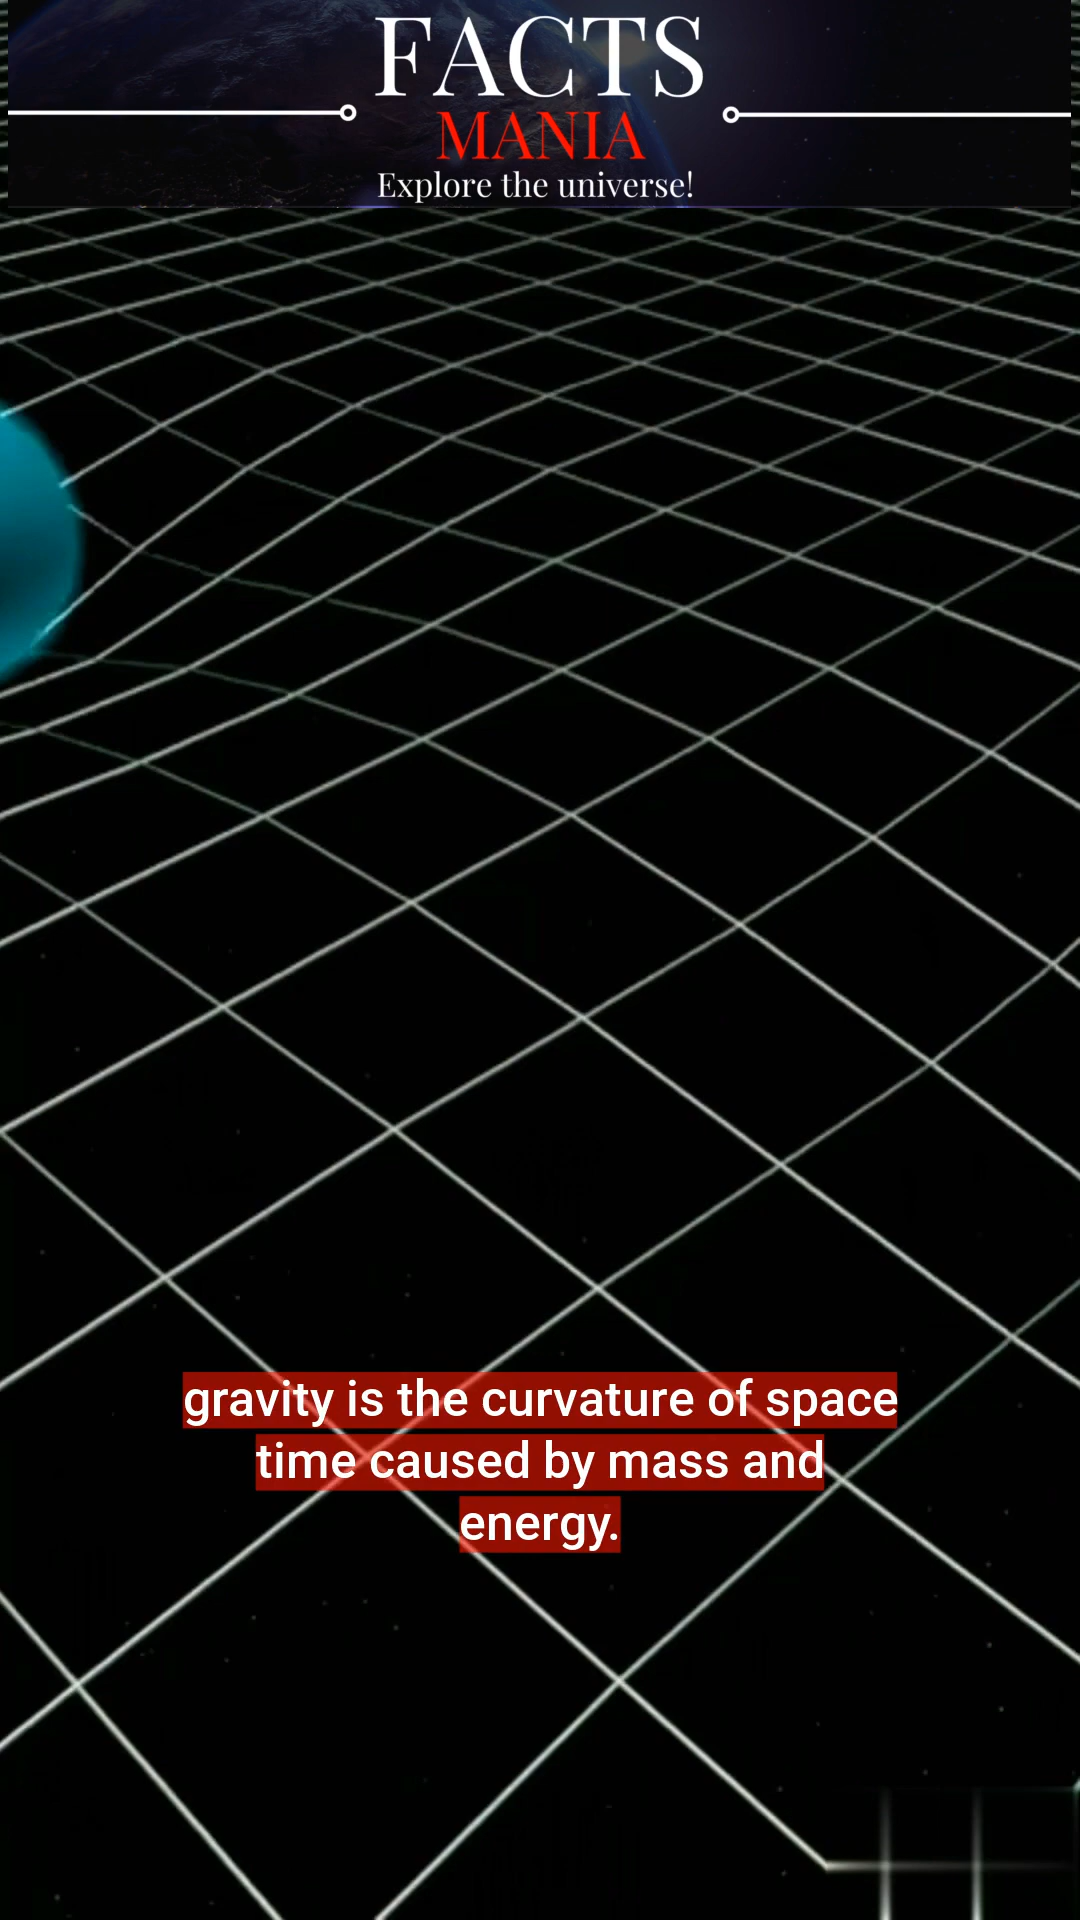 FACTS
MANIA
Explore the universe!
gravity is the curvature of space
time caused by mass and
energy.